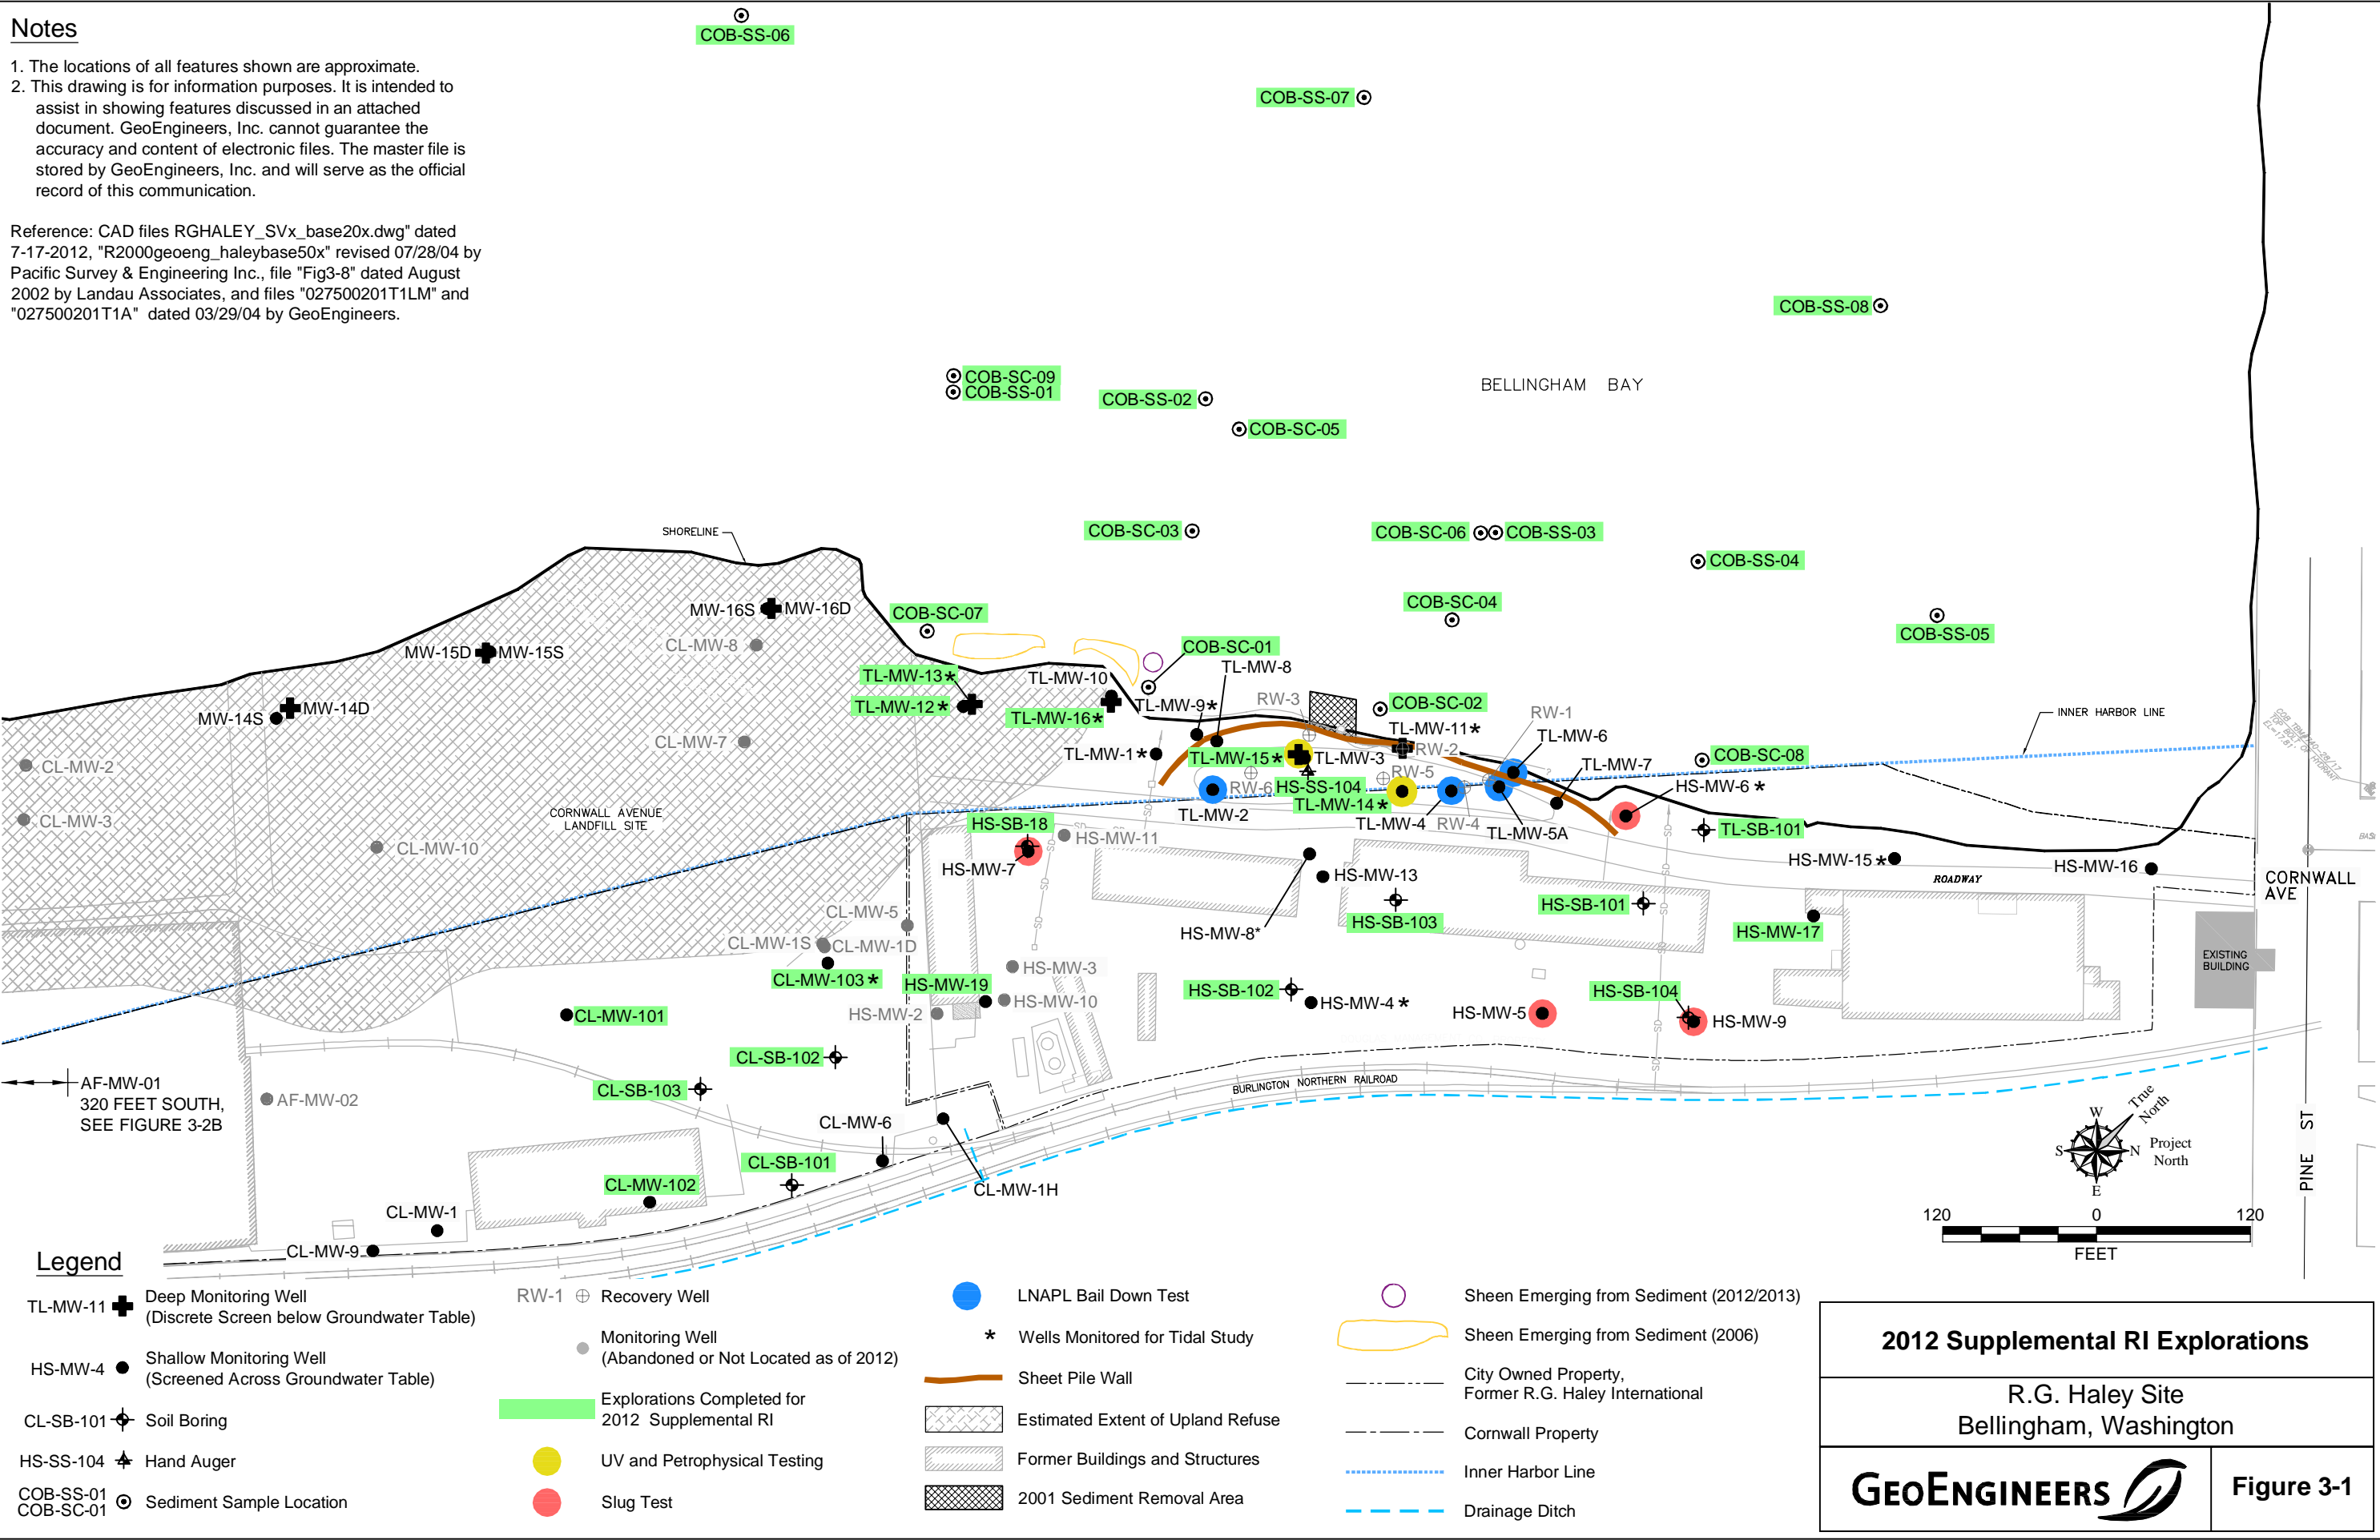 Notes
1. The locations of all features shown are approximate.
2. This drawing is for information purposes. It is intended to
assist in showing features discussed in an attached
document. GeoEngineers, Inc. cannot guarantee the
accuracy and content of electronic files. The master file is
stored by GeoEngineers, Inc. and will serve as the official
record of this communication.
Reference: CAD files RGHALEY_SVx_base20x.dwg" dated
7-17-2012, "R2000geoeng_haleybase50x" revised 07/28/04 by
Pacific Survey & Engineering Inc., file "Fig3-8" dated August
2002 by Landau Associates, and files "027500201T1LM" and
"027500201T1A" dated 03/29/04 by GeoEngineers.
COB-SS-06
COB-SS-07
COB-SS-08
COB-SC-09
COB-SS-01
COB-SS-02
COB-SC-05
BELLINGHAM BAY
SHORELINE
COB-SC-03
COB-SC-06
COB-SS-03
COB-SS-04
COB-SC-04
COB-SS-05
COB-SC-07
COB-SC-01
COB-SC-02
COB-SC-08
MW-16S
MW-16D
CL-MW-8
MW-15D
MW-15S
MW-14S
MW-14D
CL-MW-7
CL-MW-2
CL-MW-3
CL-MW-10
CORNWALL AVENUE
LANDFILL SITE
TL-MW-13*
TL-MW-12*
TL-MW-10
TL-MW-16*
TL-MW-8
TL-MW-9*
TL-MW-1*
RW-3
TL-MW-11*
RW-1
RW-2
TL-MW-6
TL-MW-15*
TL-MW-3
RW-5
RW-6
HS-SS-104
TL-MW-14*
TL-MW-7
HS-MW-6 *
TL-MW-2
TL-MW-4
RW-4
TL-MW-5A
INNER HARBOR LINE
TL-SB-101
HS-SB-18
HS-MW-11
HS-MW-7
HS-MW-13
HS-MW-15 *
HS-MW-16
ROADWAY
CORNWALL
AVE
HS-MW-8*
HS-SB-103
HS-SB-101
HS-MW-17
EXISTING
BUILDING
CL-MW-5
CL-MW-1S
CL-MW-1D
CL-MW-103 *
HS-MW-3
HS-MW-19
HS-MW-10
HS-MW-2
HS-SB-102
HS-MW-4 *
HS-MW-5
HS-SB-104
HS-MW-9
SD
SD
SD
SD
SD
SD
SD
SD
SD
SD
CL-MW-101
CL-SB-102
CL-SB-103
AF-MW-01
320 FEET SOUTH,
SEE FIGURE 3-2B
AF-MW-02
CL-MW-6
CL-SB-101
CL-MW-102
CL-MW-1H
CL-MW-1
CL-MW-9
BURLINGTON NORTHERN RAILROAD
W
S
N
E
True
North
Project
North
PINE ST
120
0
120
FEET
Legend
TL-MW-11
Deep Monitoring Well
(Discrete Screen below Groundwater Table)
HS-MW-4
Shallow Monitoring Well
(Screened Across Groundwater Table)
CL-SB-101
Soil Boring
HS-SS-104
Hand Auger
COB-SS-01
COB-SC-01
Sediment Sample Location
RW-1
Recovery Well
Monitoring Well
(Abandoned or Not Located as of 2012)
Explorations Completed for
2012 Supplemental RI
UV and Petrophysical Testing
Slug Test
LNAPL Bail Down Test
* Wells Monitored for Tidal Study
Sheet Pile Wall
Estimated Extent of Upland Refuse
Former Buildings and Structures
2001 Sediment Removal Area
Sheen Emerging from Sediment (2012/2013)
Sheen Emerging from Sediment (2006)
City Owned Property,
Former R.G. Haley International
Cornwall Property
Inner Harbor Line
Drainage Ditch
2012 Supplemental RI Explorations
R.G. Haley Site
Bellingham, Washington
GEOENGINEERS
Figure 3-1